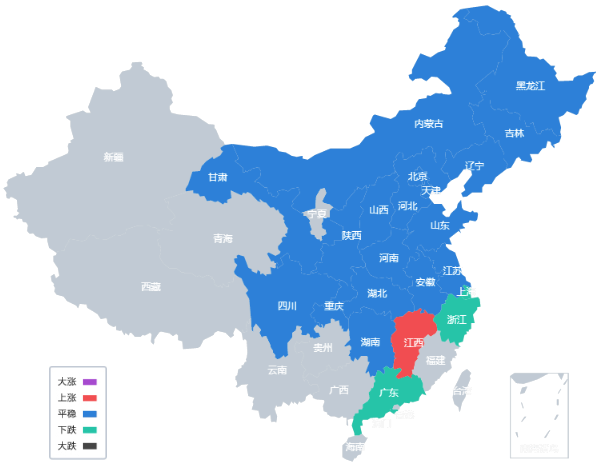 黑龙江
内蒙古
吉林
新疆
辽宁
甘肃
北京
天津
河北
山西
宁夏
山东
陕西
青海
河南
江苏
安徽
西藏
上海
湖北
四川
重庆
浙江
湖南
江西
贵州
福建
云南
广西
广东
台湾
海南
大涨
上涨
平稳
下跌
大跌